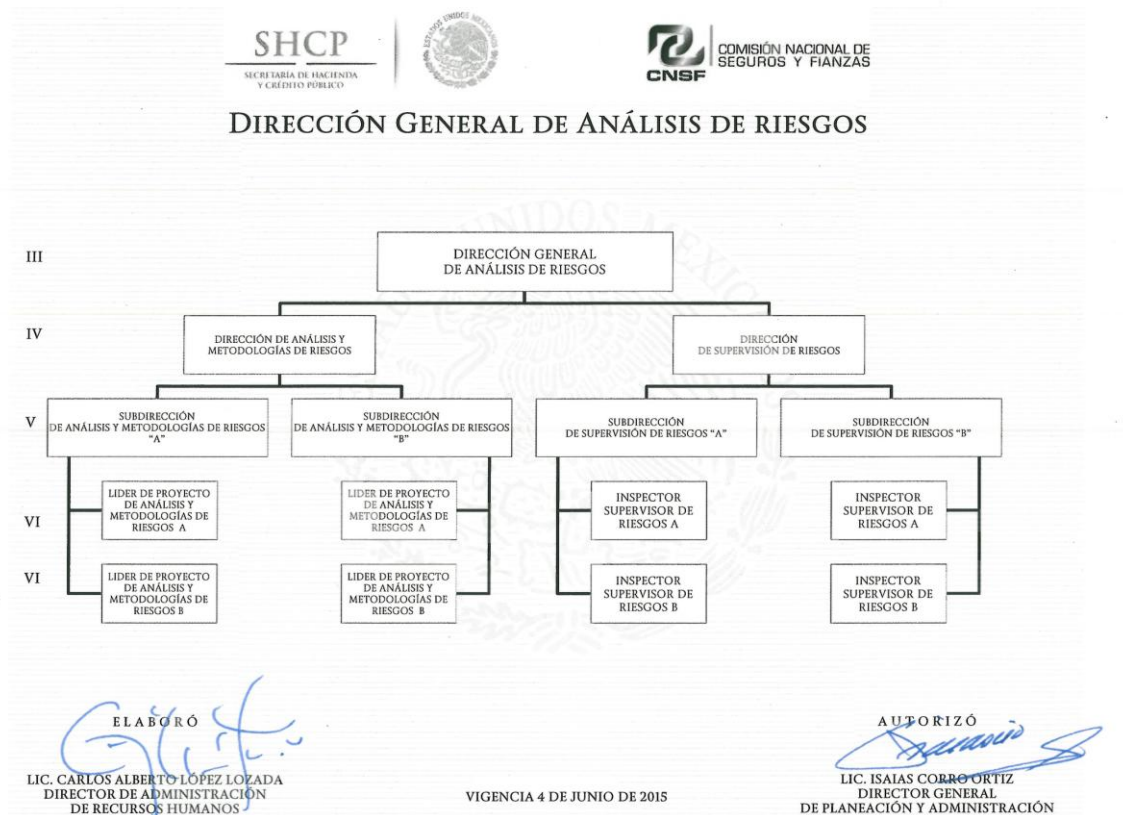 SHCP
SECRETARÍA DE HACIENDA
Y CRÉDITO PÚBLICO
ESTADOS UNIDOS MEXICANOS
CNSF
COMISIÓN NACIONAL DE
SEGUROS Y FIANZAS
DIRECCIÓN GENERAL DE ANÁLISIS DE RIESGOS
III
DIRECCIÓN GENERAL
DE ANÁLISIS DE RIESGOS
IV
DIRECCIÓN DE ANÁLISIS Y
METODOLOGÍAS DE RIESGOS
DIRECCIÓN
DE SUPERVISIÓN DE RIESGOS
V
SUBDIRECCIÓN
DE ANÁLISIS Y METODOLOGÍAS DE RIESGOS
"A"
SUBDIRECCIÓN
DE ANÁLISIS Y METODOLOGÍAS DE RIESGOS
"B"
SUBDIRECCIÓN
DE SUPERVISIÓN DE RIESGOS "A"
SUBDIRECCIÓN
DE SUPERVISIÓN DE RIESGOS "B"
VI
LIDER DE PROYECTO
DE ANÁLISIS Y
METODOLOGÍAS DE
RIESGOS A
LIDER DE PROYECTO
DE ANÁLISIS Y
METODOLOGÍAS DE
RIESGOS A
INSPECTOR
SUPERVISOR DE
RIESGOS A
INSPECTOR
SUPERVISOR DE
RIESGOS A
VI
LIDER DE PROYECTO
DE ANÁLISIS Y
METODOLOGÍAS DE
RIESGOS B
LIDER DE PROYECTO
DE ANÁLISIS Y
METODOLOGÍAS DE
RIESGOS B
INSPECTOR
SUPERVISOR DE
RIESGOS B
INSPECTOR
SUPERVISOR DE
RIESGOS B
ELABORÓ
LIC. CARLOS ALBERTO LÓPEZ LOZADA
DIRECTOR DE ADMINISTRACIÓN
DE RECURSOS HUMANOS
VIGENCIA 4 DE JUNIO DE 2015
AUTORIZÓ
LIC. ISAIAS CORRO ORTIZ
DIRECTOR GENERAL
DE PLANEACIÓN Y ADMINISTRACIÓN